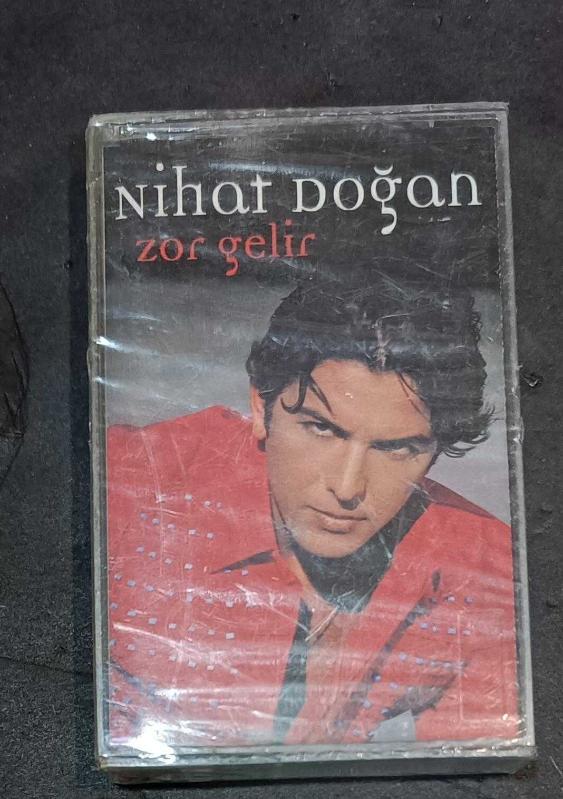 Nihat Doğan
zor gelir